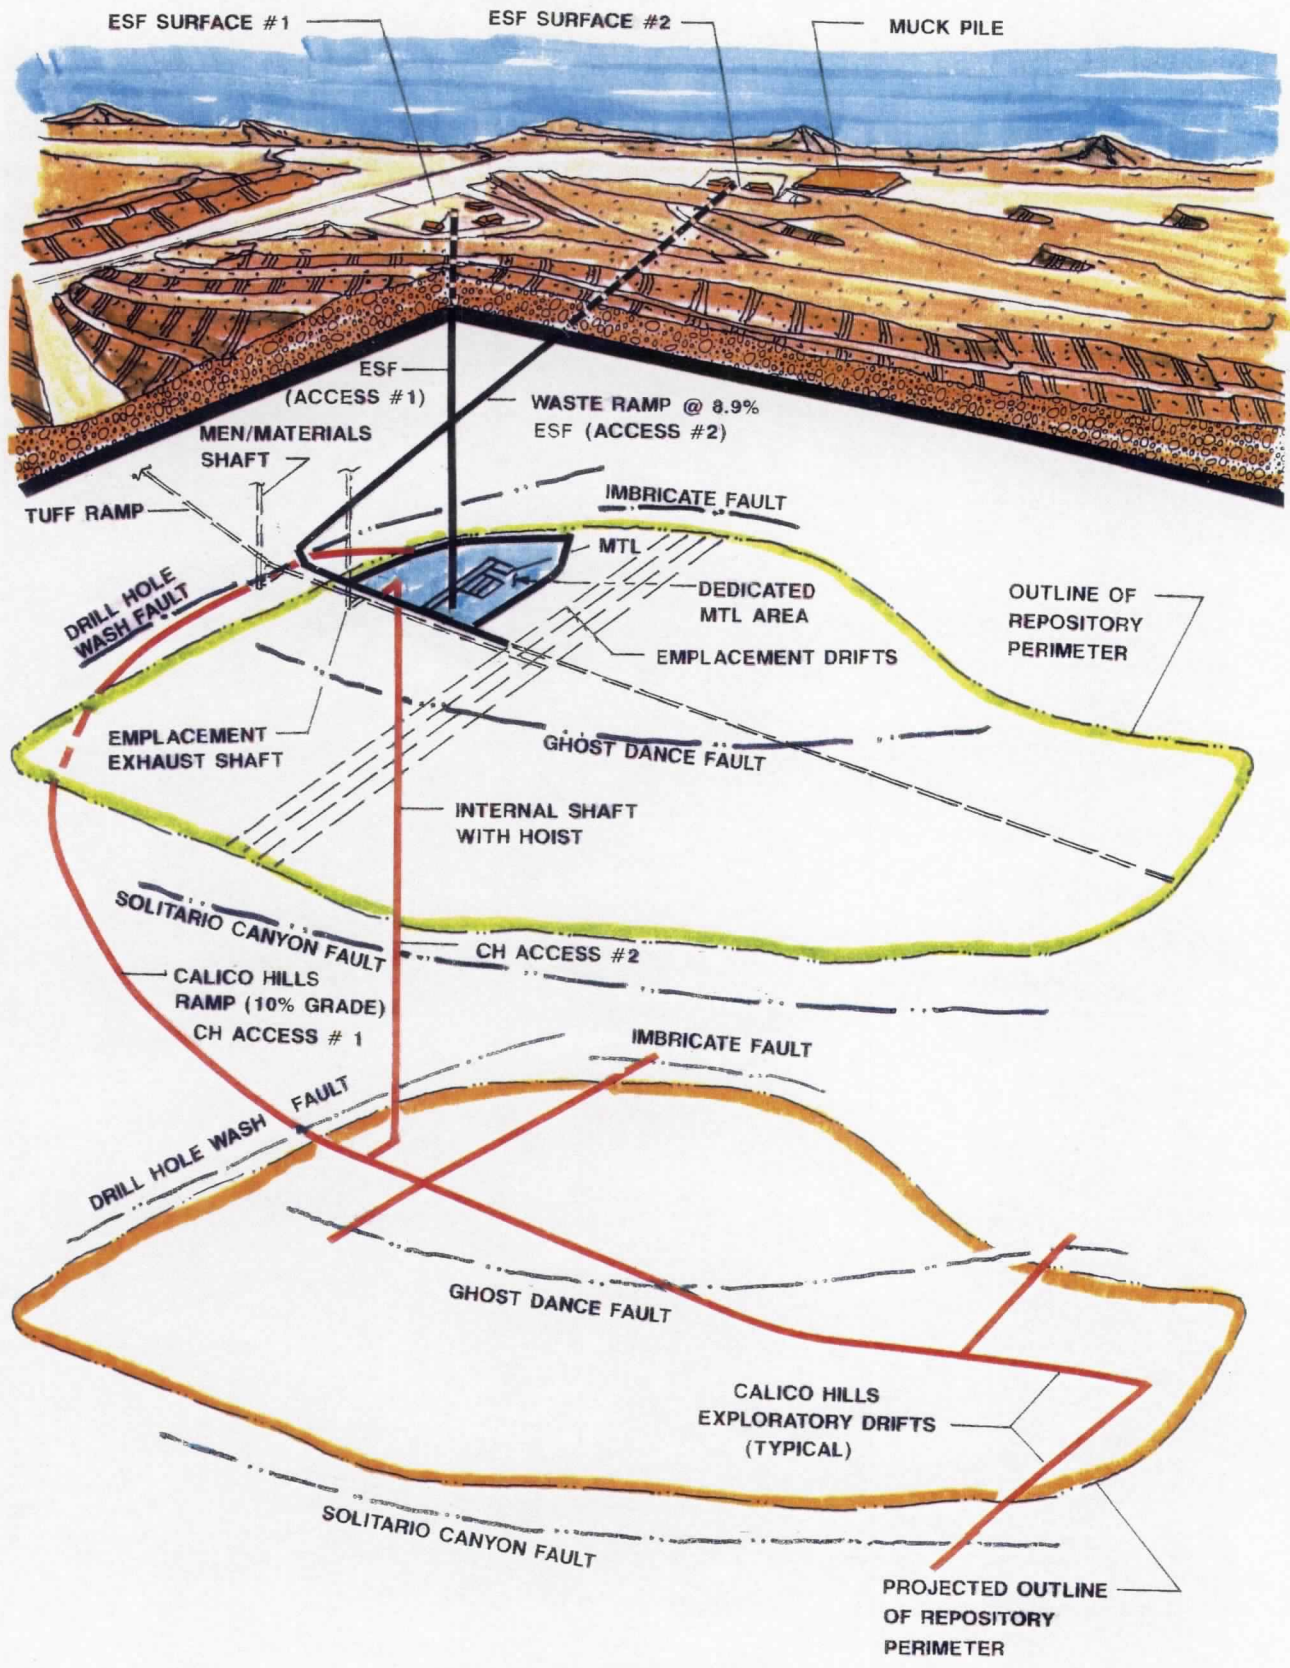 ESF SURFACE #1
ESF SURFACE #2
MUCK PILE
ESF
(ACCESS #1)
WASTE RAMP @ 8.9%
ESF (ACCESS #2)
MEN/MATERIALS
SHAFT
TUFF RAMP
IMBRICATE FAULT
MTL
DEDICATED
MTL AREA
DRILL HOLE
WASH FAULT
OUTLINE OF
REPOSITORY
PERIMETER
EMPLACEMENT DRIFTS
EMPLACEMENT
EXHAUST SHAFT
GHOST DANCE FAULT
INTERNAL SHAFT
WITH HOIST
SOLITARIO CANYON FAULT
CH ACCESS #2
CALICO HILLS
RAMP (10% GRADE)
CH ACCESS # 1
IMBRICATE FAULT
DRILL HOLE WASH FAULT
GHOST DANCE FAULT
CALICO HILLS
EXPLORATORY DRIFTS
(TYPICAL)
SOLITARIO CANYON FAULT
PROJECTED OUTLINE
OF REPOSITORY
PERIMETER